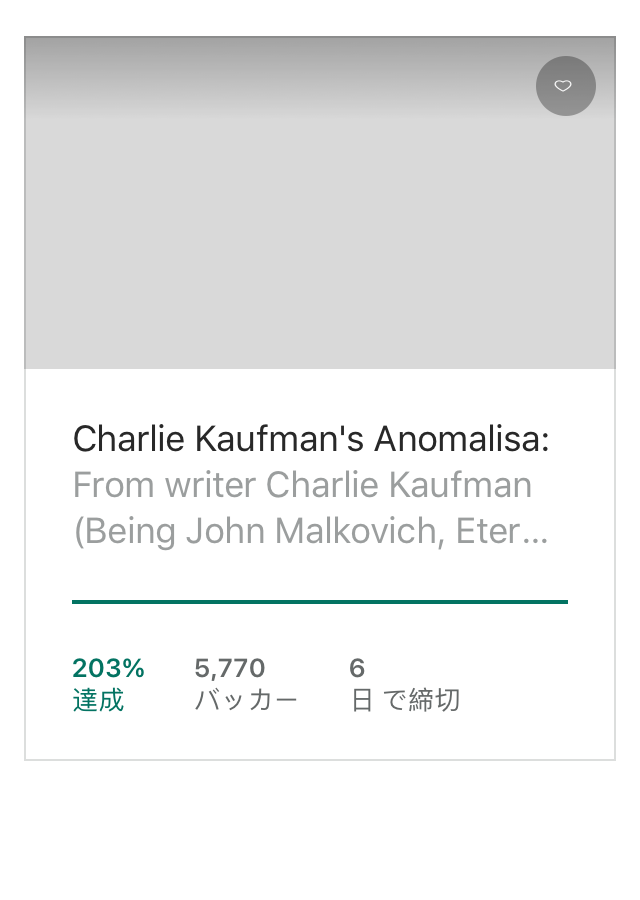 Charlie Kaufman's Anomalisa:
From writer Charlie Kaufman
(Being John Malkovich, Eter…
203% 5,770 6
達成 バッカー 日 で締切